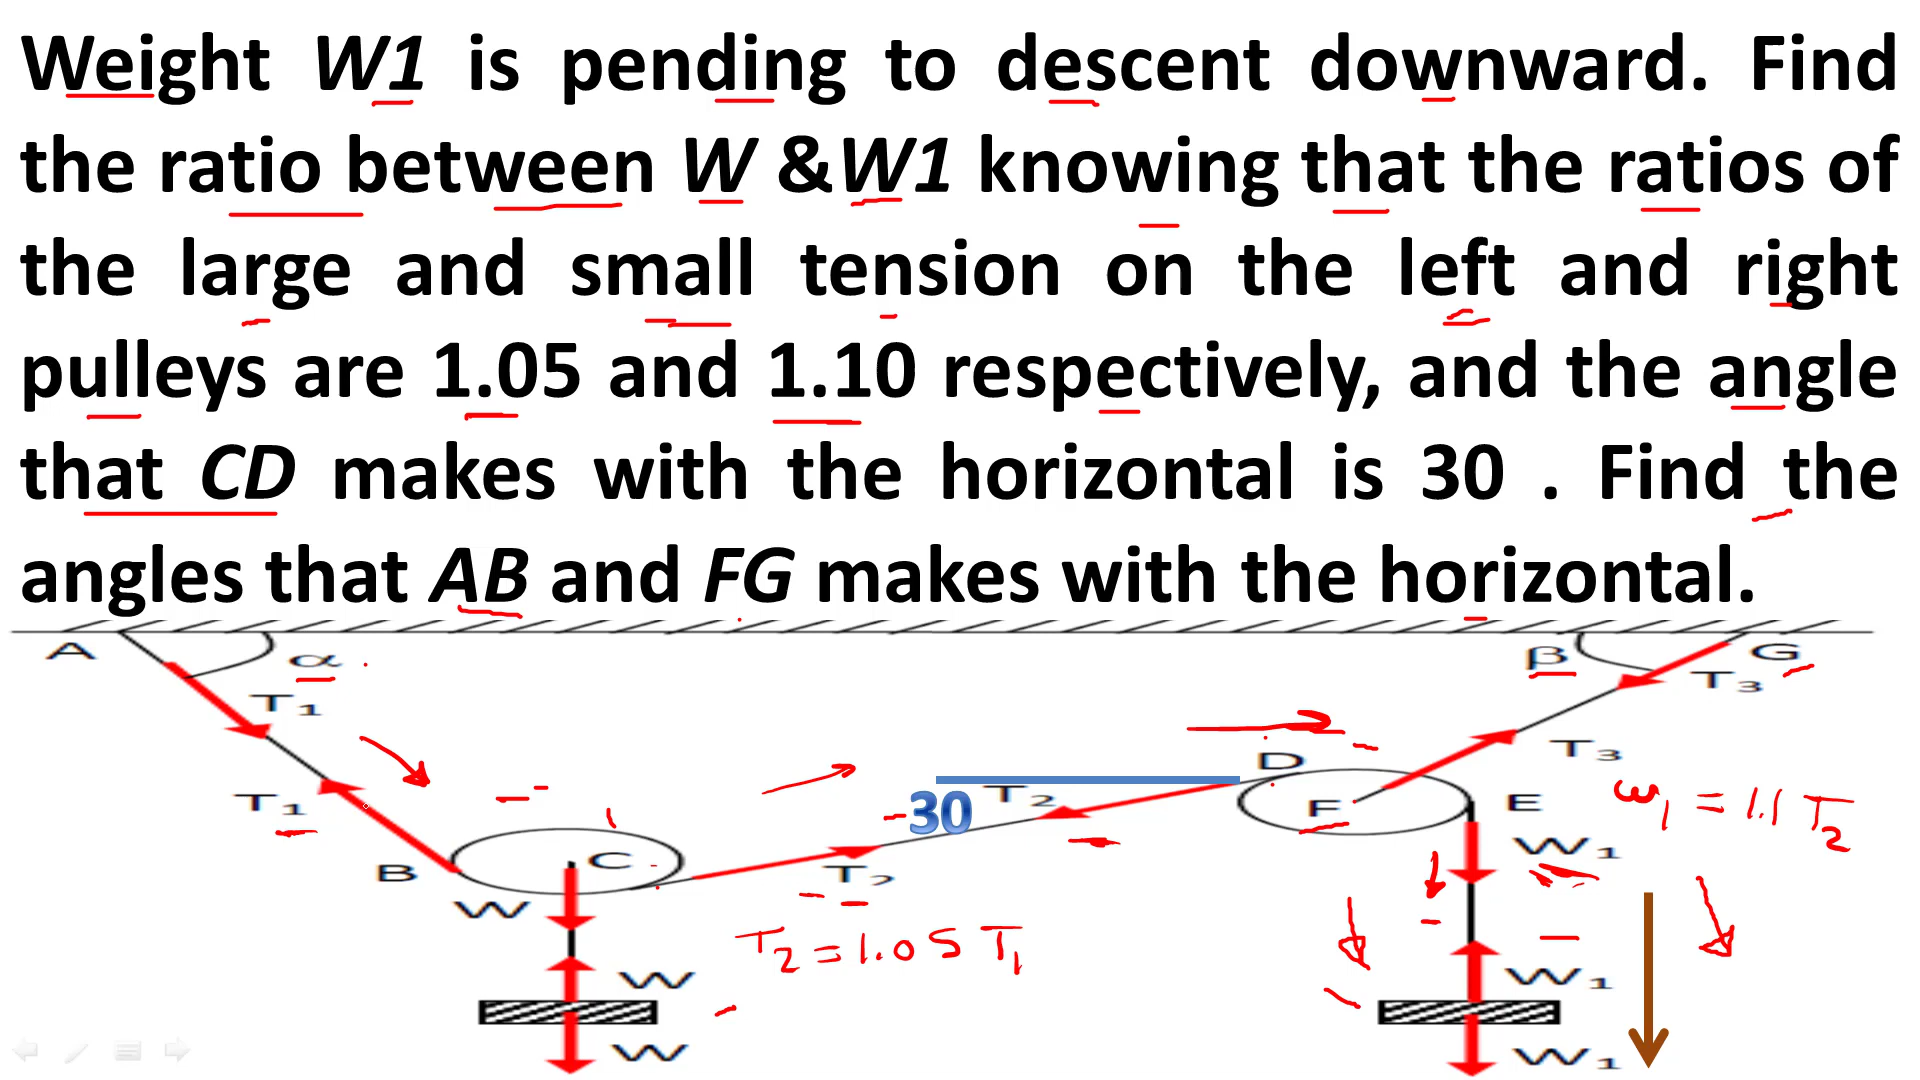 Weight W1 is pending to descent downward. Find
the ratio between W &W1 knowing that the ratios of
the large and small tension on the left and right
pulleys are 1.05 and 1.10 respectively, and the angle
that CD makes with the horizontal is 30 . Find the
angles that AB and FG makes with the horizontal.
A α β G
T1 T3
T3
D
T1 30 T2 F E W1 = 1.1 T2
C W1
B T2
W
T2 = 1.05 T1
W W1
W W1